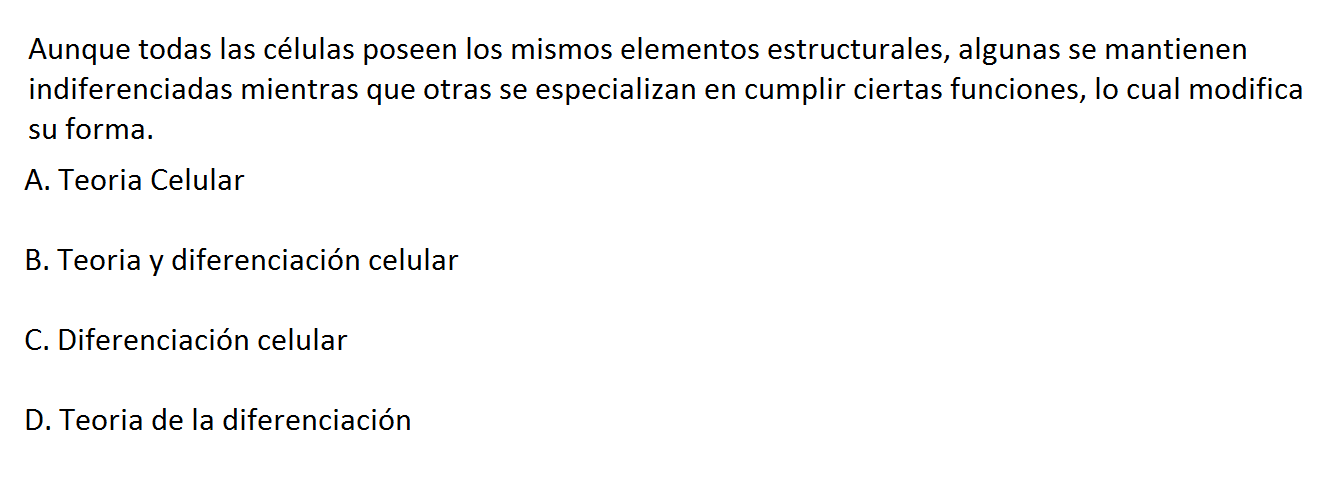 Aunque todas las células poseen los mismos elementos estructurales, algunas se mantienen
indiferenciadas mientras que otras se especializan en cumplir ciertas funciones, lo cual modifica
su forma.
A. Teoria Celular
B. Teoria y diferenciación celular
C. Diferenciación celular
D. Teoria de la diferenciación